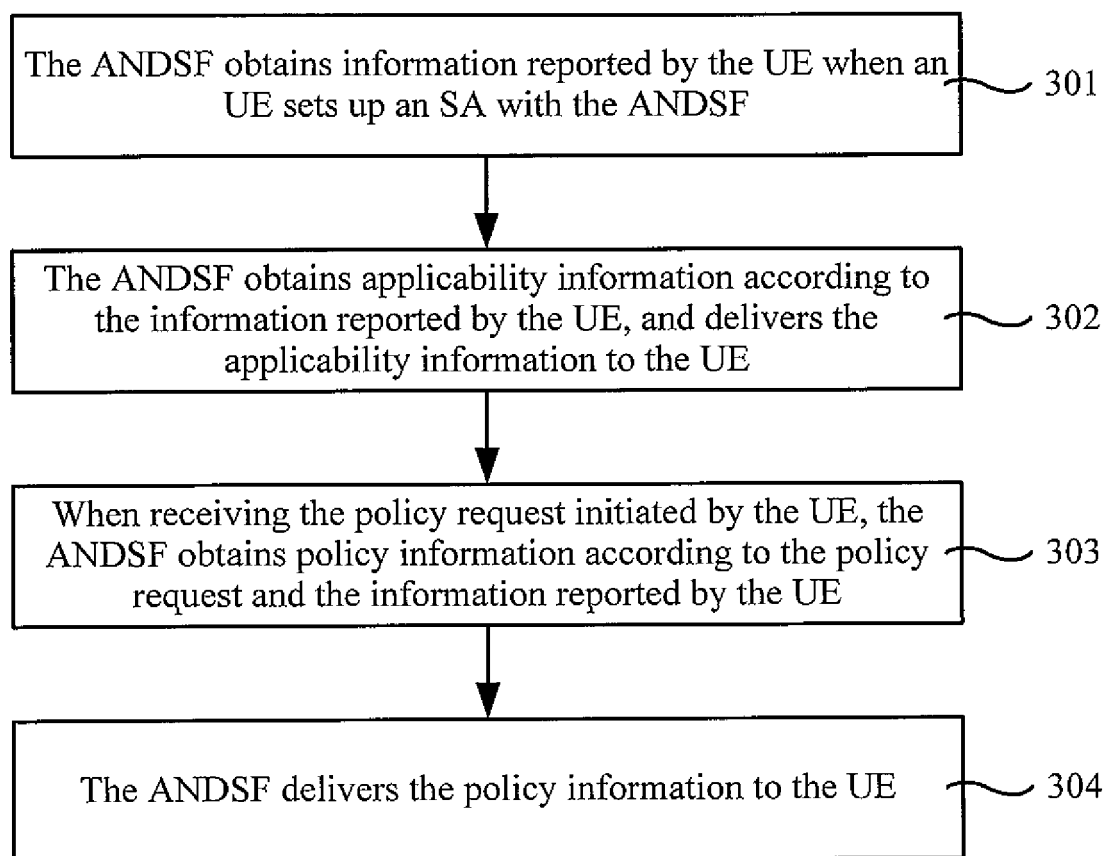 The ANDSF obtains information reported by the UE when an
UE sets up an SA with the ANDSF
301
The ANDSF obtains applicability information according to
the information reported by the UE, and delivers the
applicability information to the UE
302
When receiving the policy request initiated by the UE, the
ANDSF obtains policy information according to the policy
request and the information reported by the UE
303
The ANDSF delivers the policy information to the UE
304